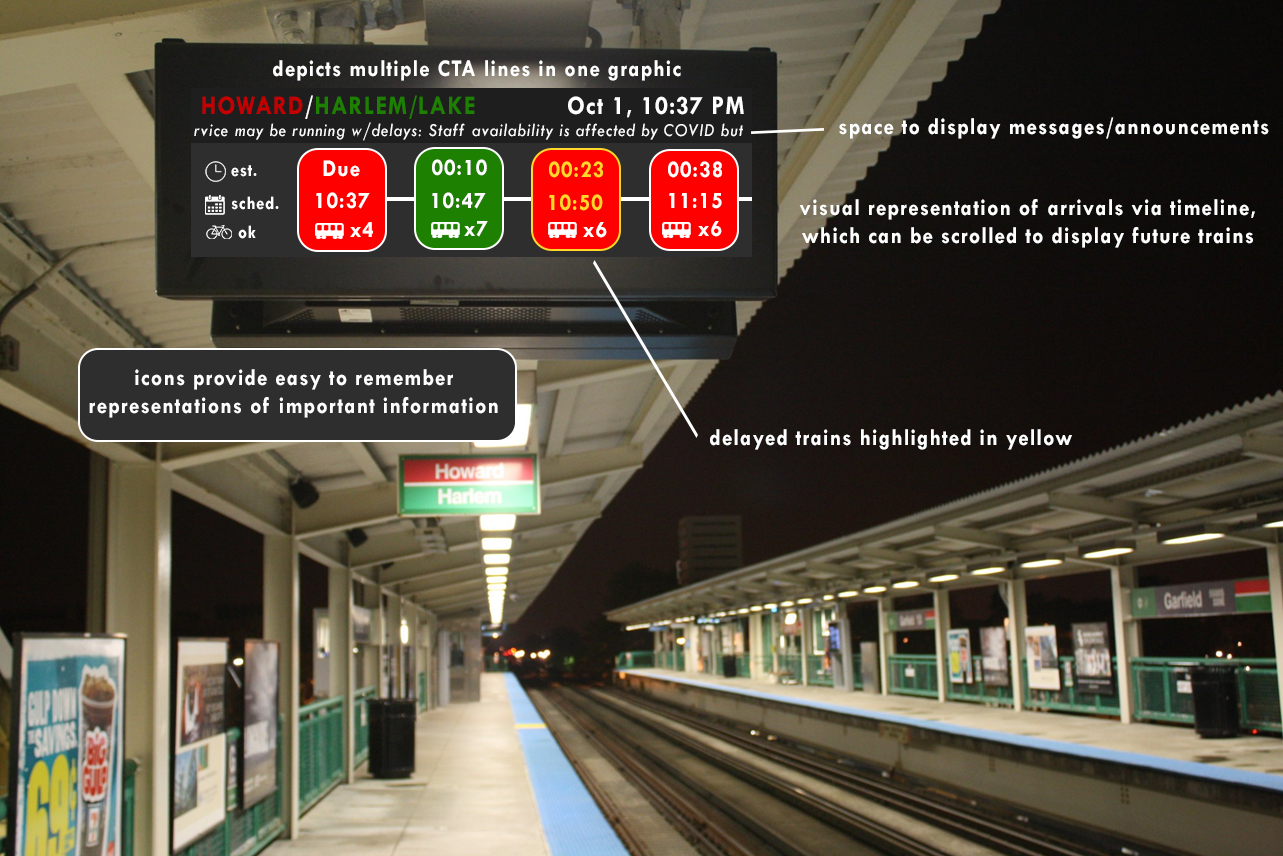 depicts multiple CTA lines in one graphic
HOWARD/HARLEM/LAKE Oct 1, 10:37 PM
rvice may be running w/delays: Staff availability is affected by COVID but
space to display messages/announcements
est. Due 00:10 00:23 00:38
sched. 10:37 10:47 10:50 11:15
ok x4 x7 x6 x6
visual representation of arrivals via timeline,
which can be scrolled to display future trains
icons provide easy to remember
representations of important information
delayed trains highlighted in yellow
Howard
Harlem
Garfield
Garfield
GULP DOWN
THE SAVINGS.
69¢
BIG
GULP